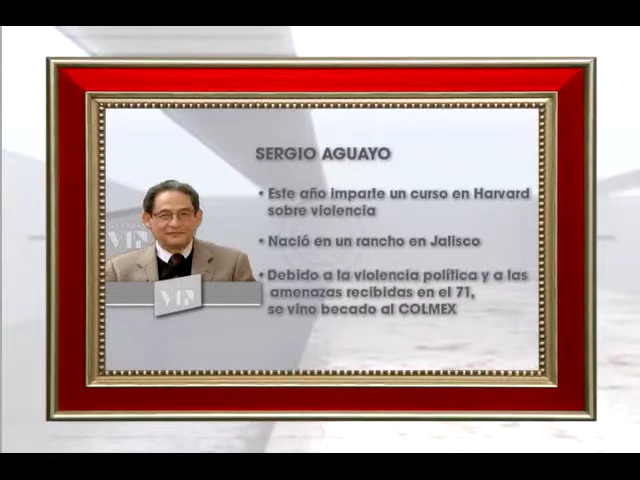 SERGIO AGUAYO
• Este año imparte un curso en Harvard
sobre violencia
• Nació en un rancho en Jalisco
• Debido a la violencia política y a las
amenazas recibidas en el 71,
se vino becado al COLMEX